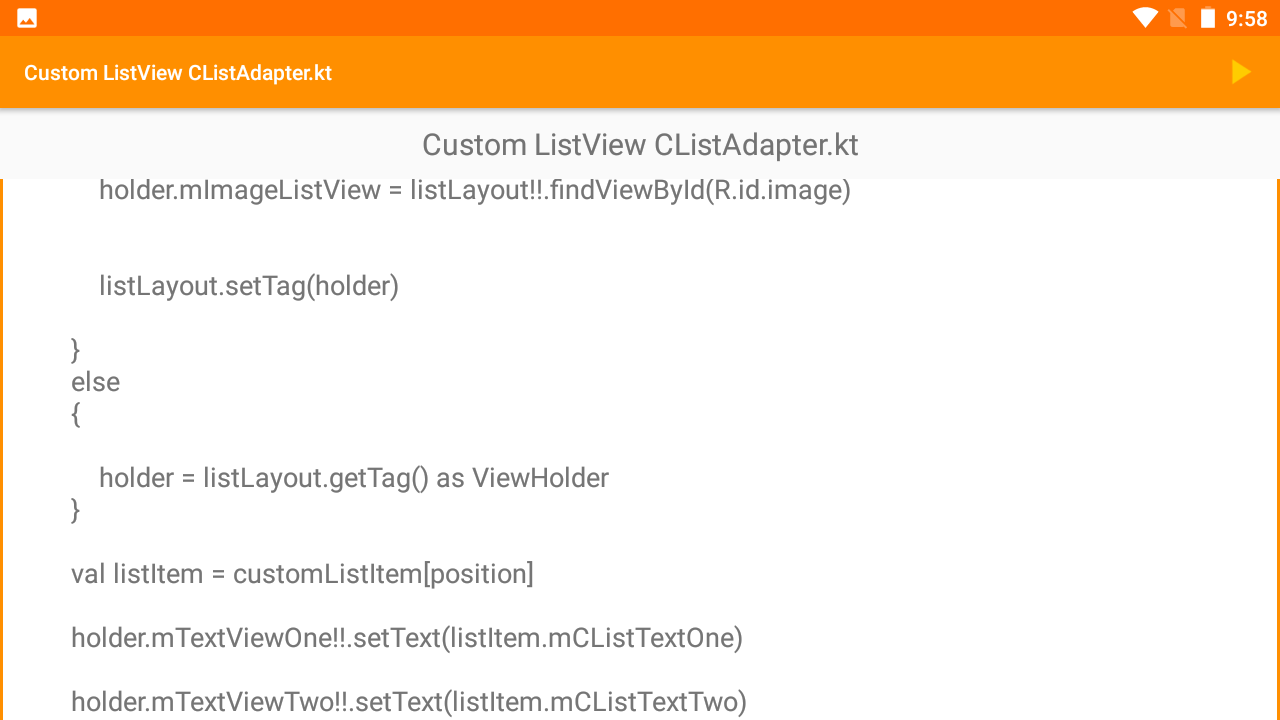 9:58
Custom ListView CListAdapter.kt
Custom ListView CListAdapter.kt
holder.mImageListView = listLayout!!.findViewById(R.id.image)
listLayout.setTag(holder)
}
else
{
holder = listLayout.getTag() as ViewHolder
}
val listItem = customListItem[position]
holder.mTextViewOne!!.setText(listItem.mCListTextOne)
holder.mTextViewTwo!!.setText(listItem.mCListTextTwo)